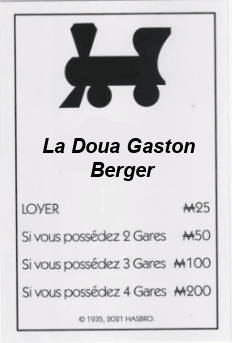 La Doua Gaston
Berger
LOYER ₩25
Si vous possédez 2 Gares ₩50
Si vous possédez 3 Gares ₩100
Si vous possédez 4 Gares ₩200
© 1935, 2021 HASBRO.